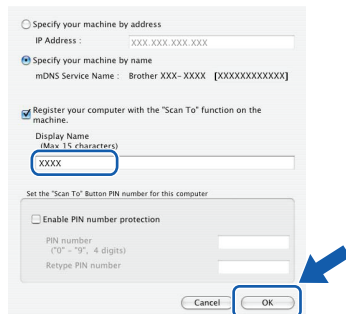 Specify your machine by address
IP Address : XXX.XXX.XXX.XXX
Specify your machine by name
mDNS Service Name : Brother XXX-XXXX [XXXXXXXXXXXX]
Register your computer with the "Scan To" function on the
machine.
Display Name
(Max 15 characters)
XXXX
Set the "Scan To" Button PIN number for this computer
Enable PIN number protection
PIN number
("0" - "9", 4 digits)
Retype PIN number
Cancel OK